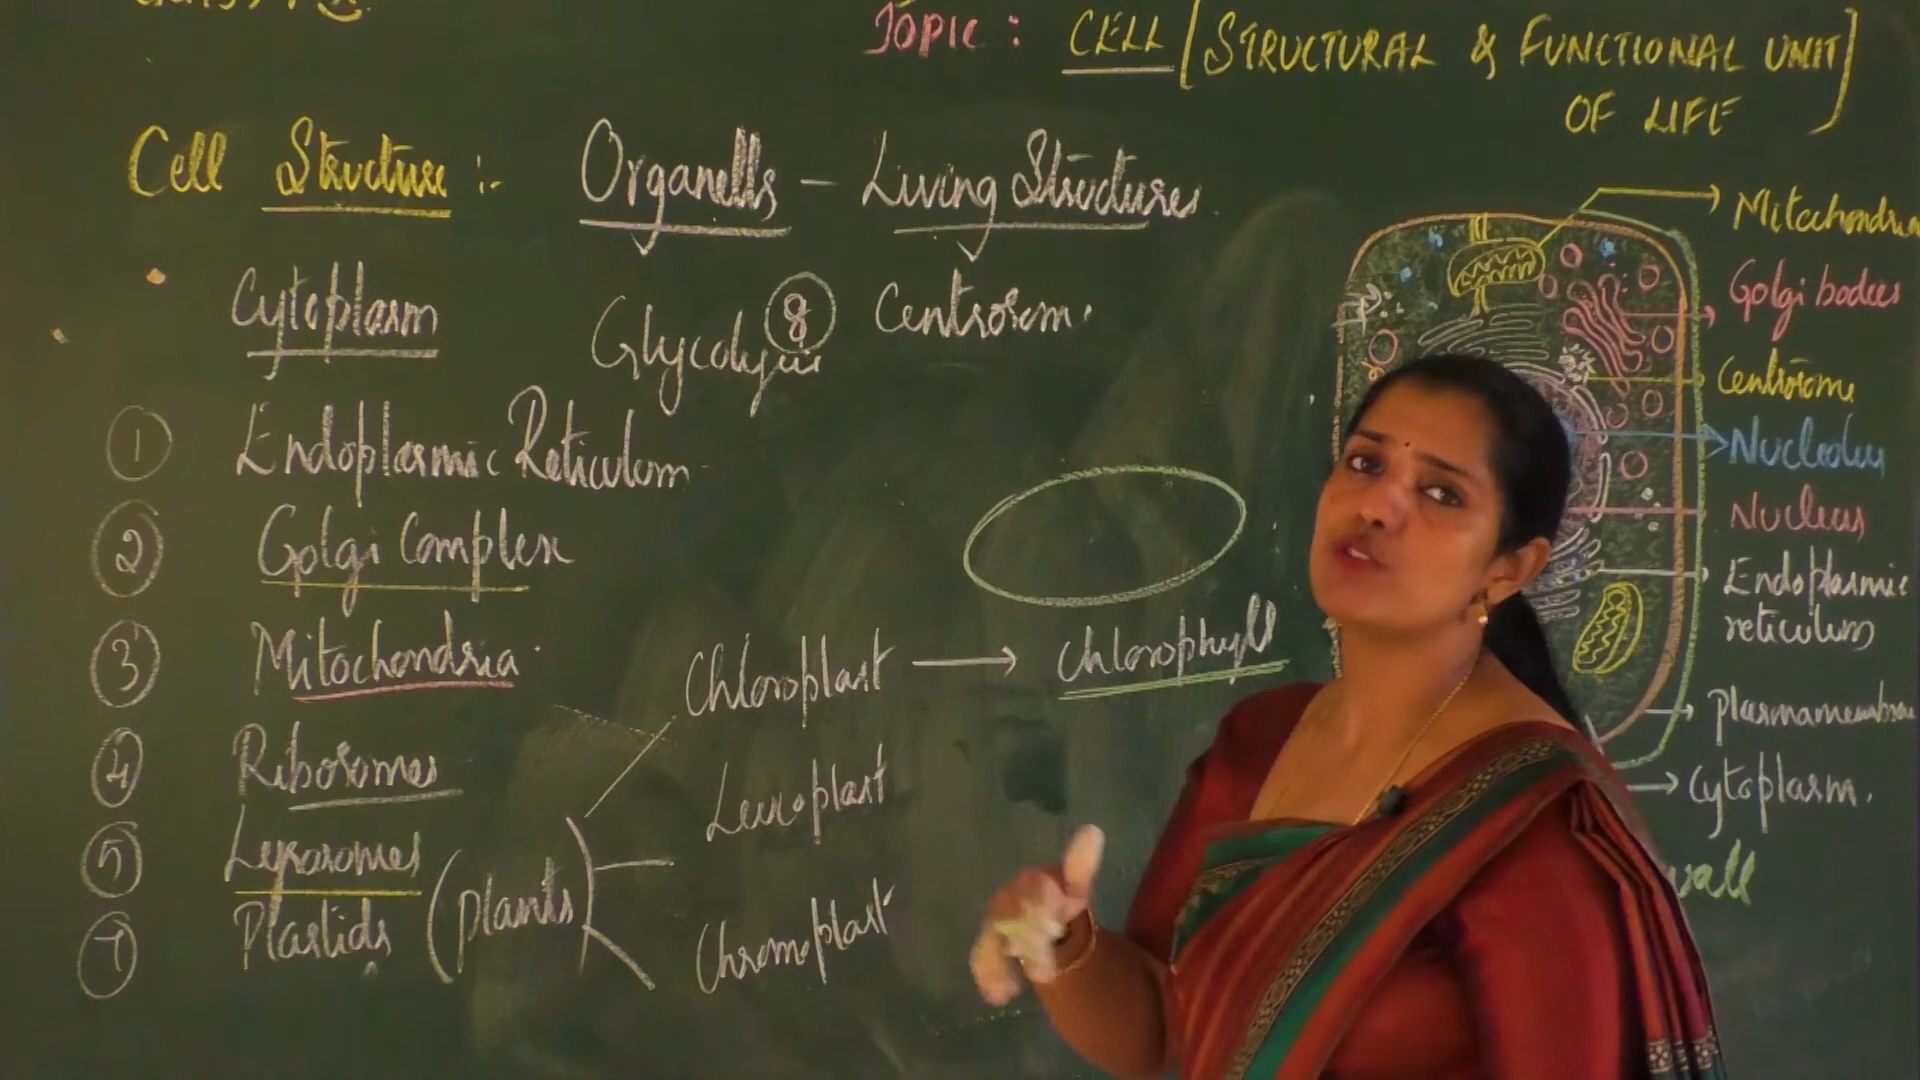 TOPIC : CELL [STRUCTURAL & FUNCTIONAL UNIT]
OF LIFE
Cell Structure :- Organells - Living Structures
Cytoplasm
Glycolysis
8 Centrosome
1 Endoplasmic Reticulum
2 Golgi Complex
3 Mitochondria
4 Ribosomes
5 Lysosomes
7 Plastids (plants)
Chloroplast → Chlorophyll
Leucoplast
Chromoplast
Mitochondria
Golgi bodies
Centrosome
Nucleolus
Nucleus
Endoplasmic
reticulum
Plasmamembrane
Cytoplasm.
wall